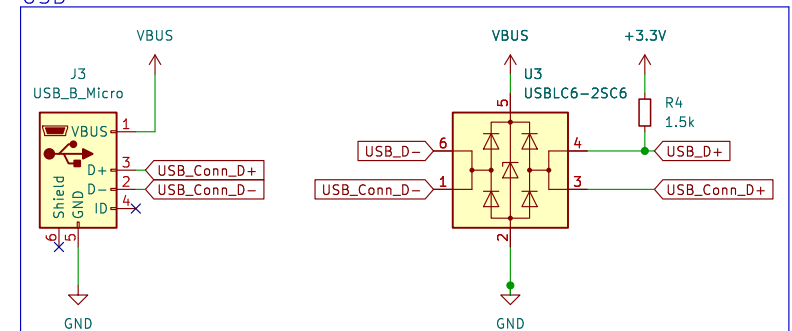 USB
VBUS
J3
USB_B_Micro
VBUS
1
D+
3
USB_Conn_D+
D-
2
USB_Conn_D-
ID
4
Shield
GND
6
5
GND
VBUS
U3
USBLC6-2SC6
5
USB_D-
6
USB_Conn_D-
1
4
USB_D+
3
USB_Conn_D+
2
GND
+3.3V
R4
1.5k